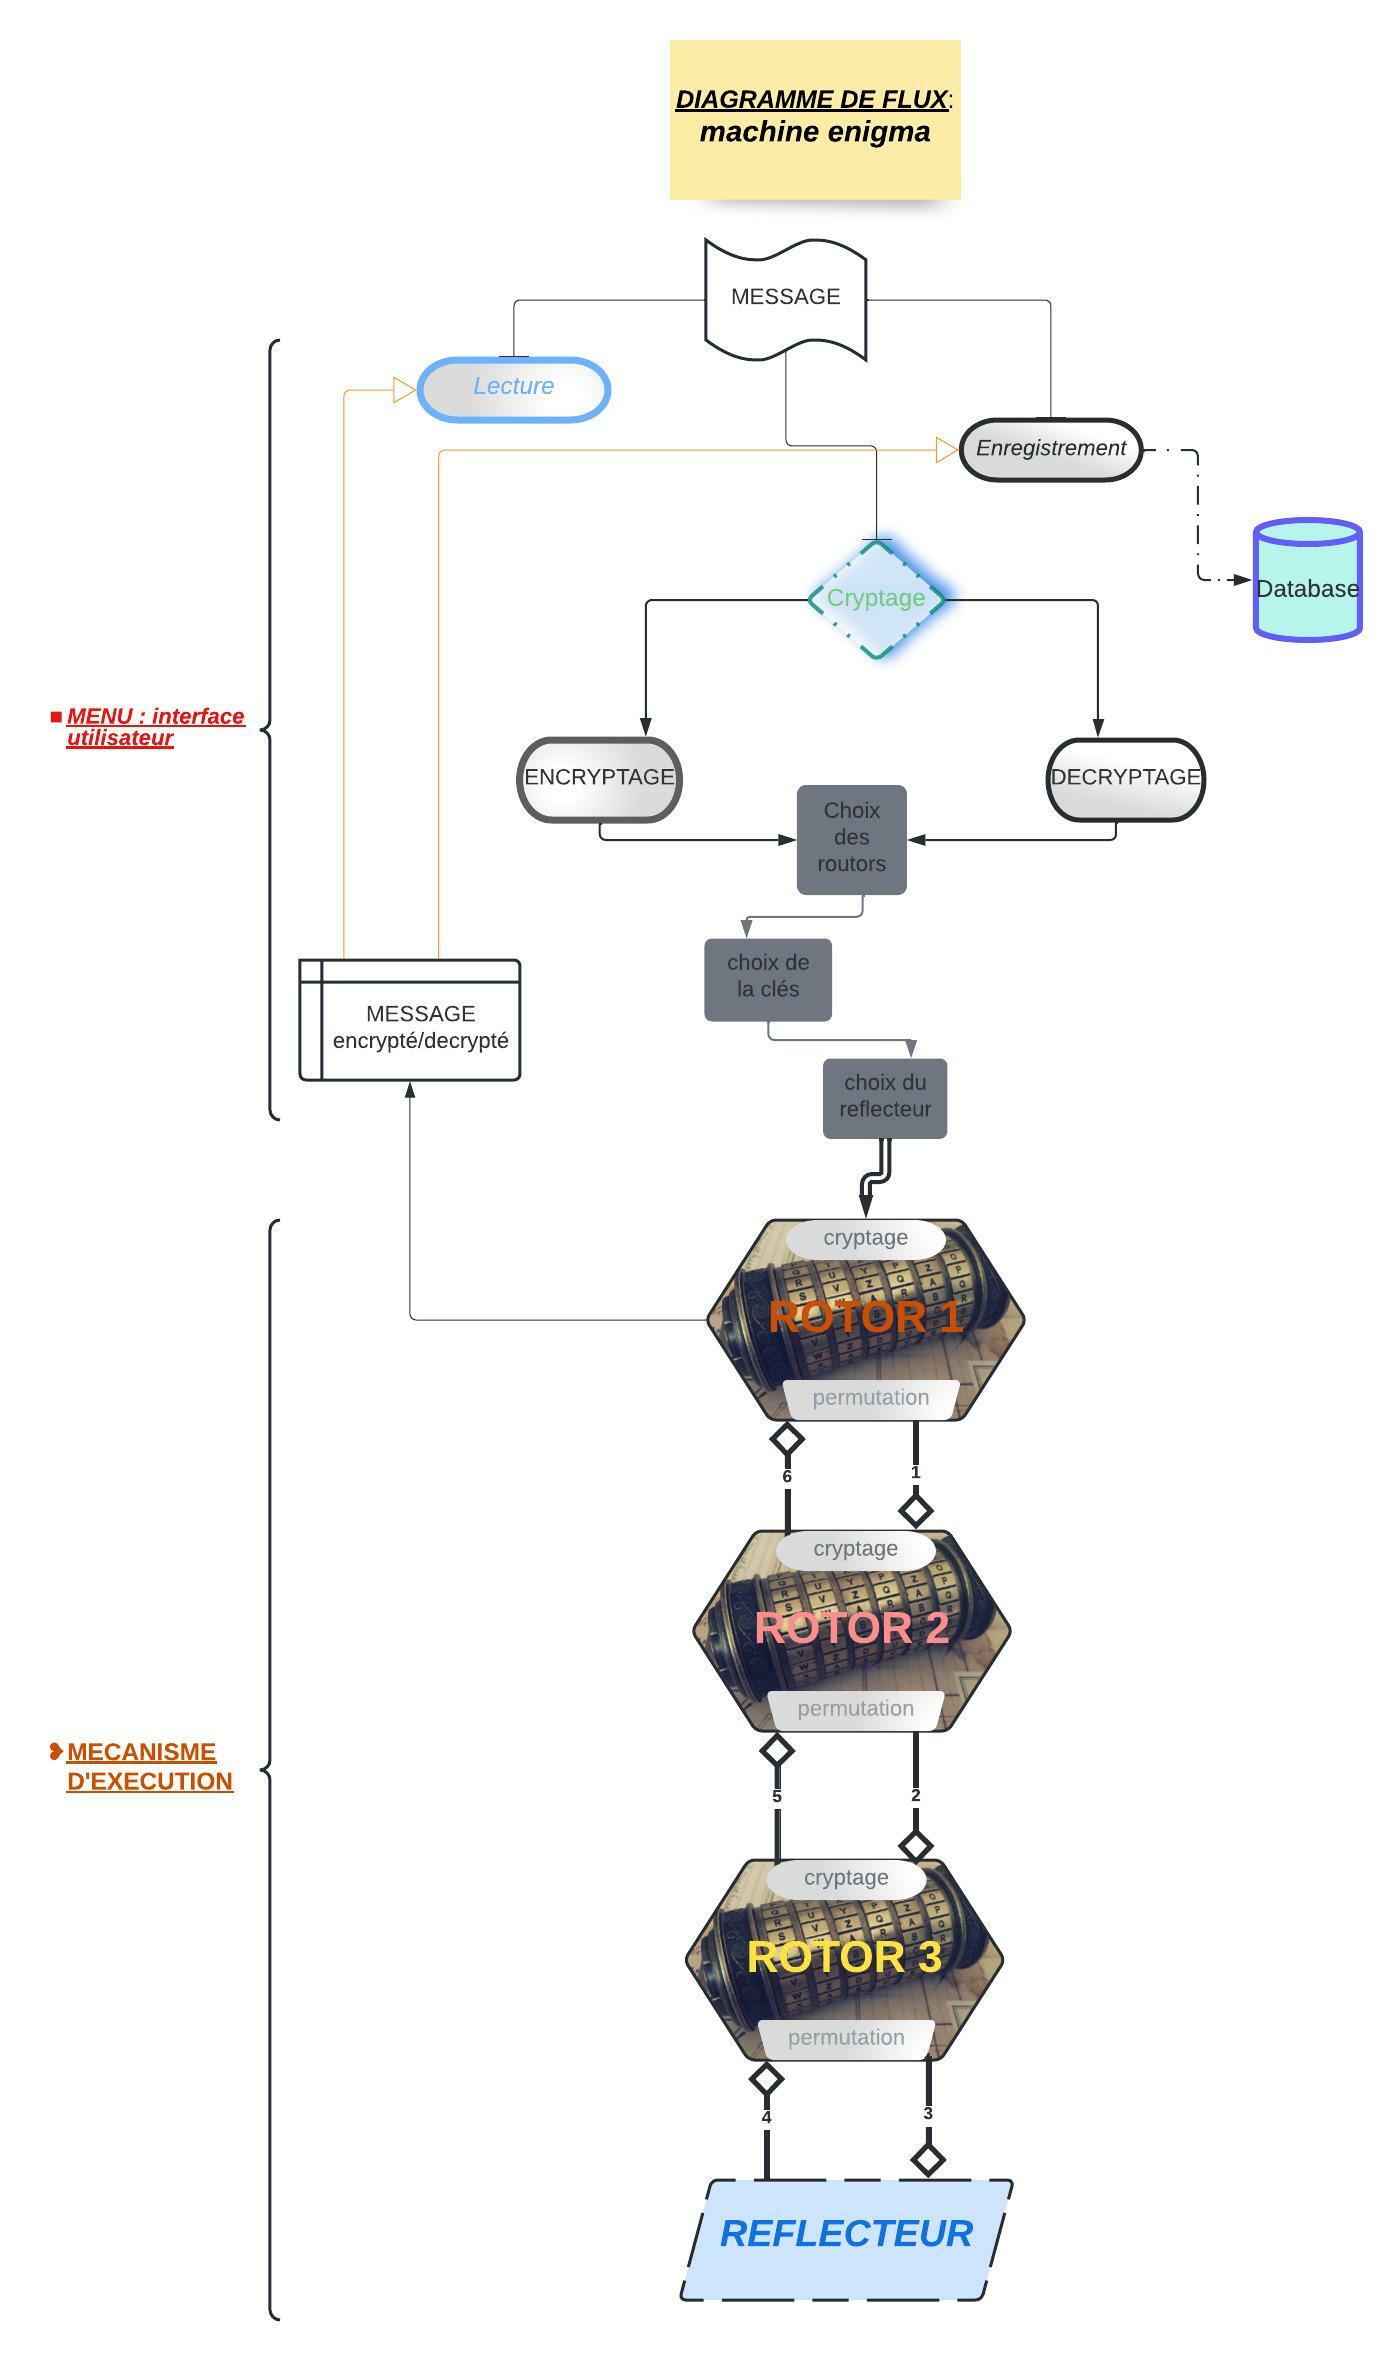 DIAGRAMME DE FLUX:
machine enigma
MESSAGE
Lecture
Enregistrement
Database
Cryptage
MENU : interface
utilisateur
ENCRYPTAGE
DECRYPTAGE
Choix
des
routors
choix de
la clés
MESSAGE
encrypté/decrypté
choix du
reflecteur
cryptage
ROTOR 1
permutation
6
1
cryptage
ROTOR 2
permutation
MECANISME
D'EXECUTION
5
2
cryptage
ROTOR 3
permutation
4
3
REFLECTEUR